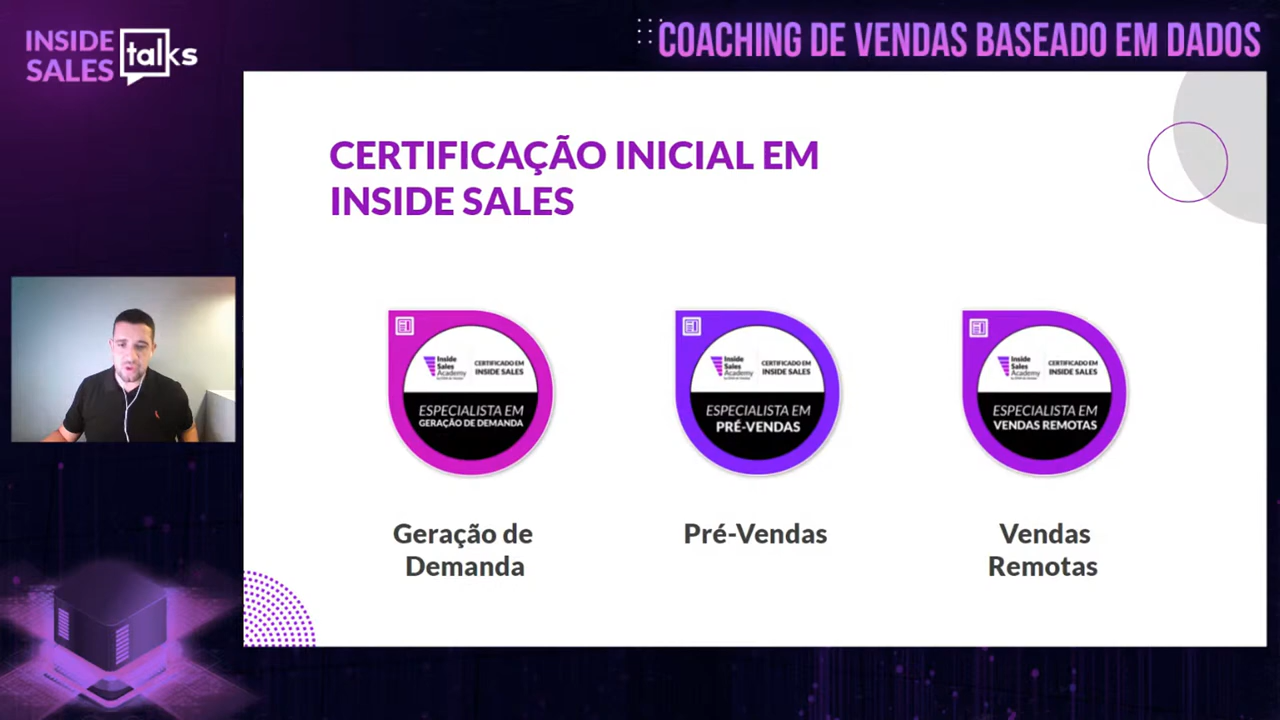 INSIDE
SALES
talks
COACHING DE VENDAS BASEADO EM DADOS
CERTIFICAÇÃO INICIAL EM
INSIDE SALES
Inside
Sales
Academy
CERTIFICADO EM
INSIDE SALES
ESPECIALISTA EM
GERAÇÃO DE DEMANDA
Inside
Sales
Academy
CERTIFICADO EM
INSIDE SALES
ESPECIALISTA EM
PRÉ-VENDAS
Inside
Sales
Academy
CERTIFICADO EM
INSIDE SALES
ESPECIALISTA EM
VENDAS REMOTAS
Geração de
Demanda
Pré-Vendas
Vendas
Remotas